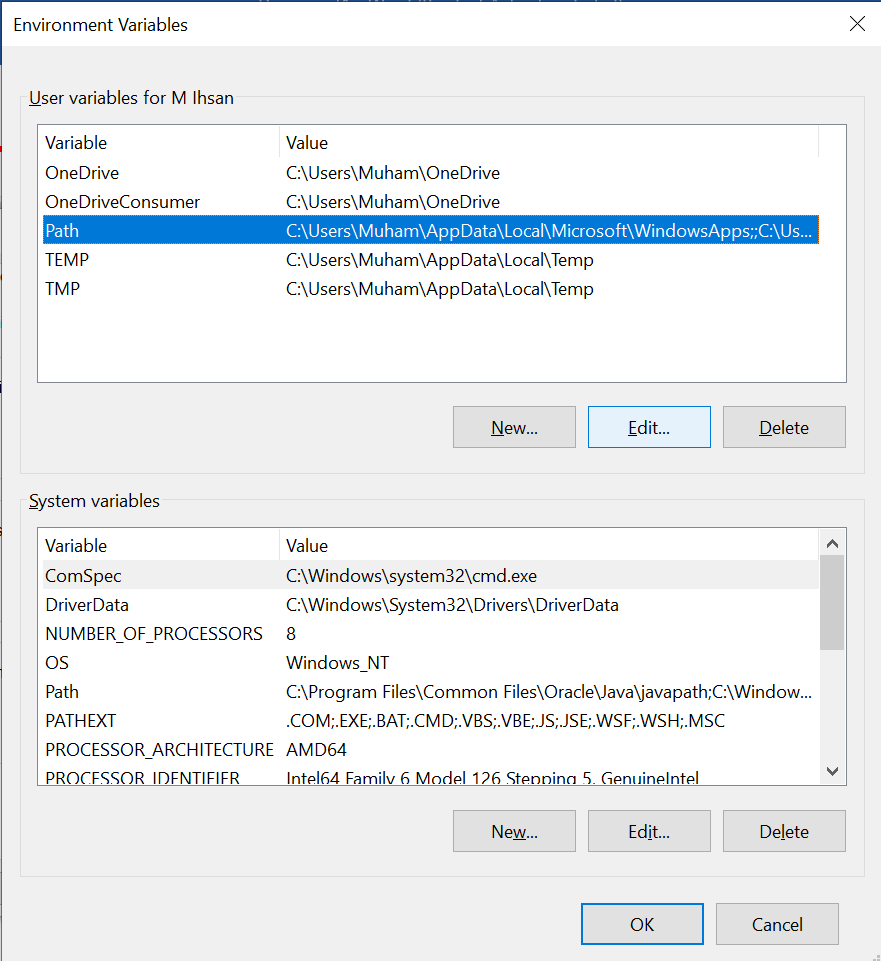 Environment Variables
User variables for M Ihsan
Variable Value
OneDrive C:\Users\Muham\OneDrive
OneDriveConsumer C:\Users\Muham\OneDrive
Path C:\Users\Muham\AppData\Local\Microsoft\WindowsApps;;C:\Us...
TEMP C:\Users\Muham\AppData\Local\Temp
TMP C:\Users\Muham\AppData\Local\Temp
New... Edit... Delete
System variables
Variable Value
ComSpec C:\Windows\system32\cmd.exe
DriverData C:\Windows\System32\Drivers\DriverData
NUMBER_OF_PROCESSORS 8
OS Windows_NT
Path C:\Program Files\Common Files\Oracle\Java\javapath;C:\Window...
PATHEXT .COM;.EXE;.BAT;.CMD;.VBS;.VBE;.JS;.JSE;.WSF;.WSH;.MSC
PROCESSOR_ARCHITECTURE AMD64
PROCESSOR_IDENTIFIER Intel64 Family 6 Model 126 Stepping 5, GenuineIntel
New... Edit... Delete
OK Cancel